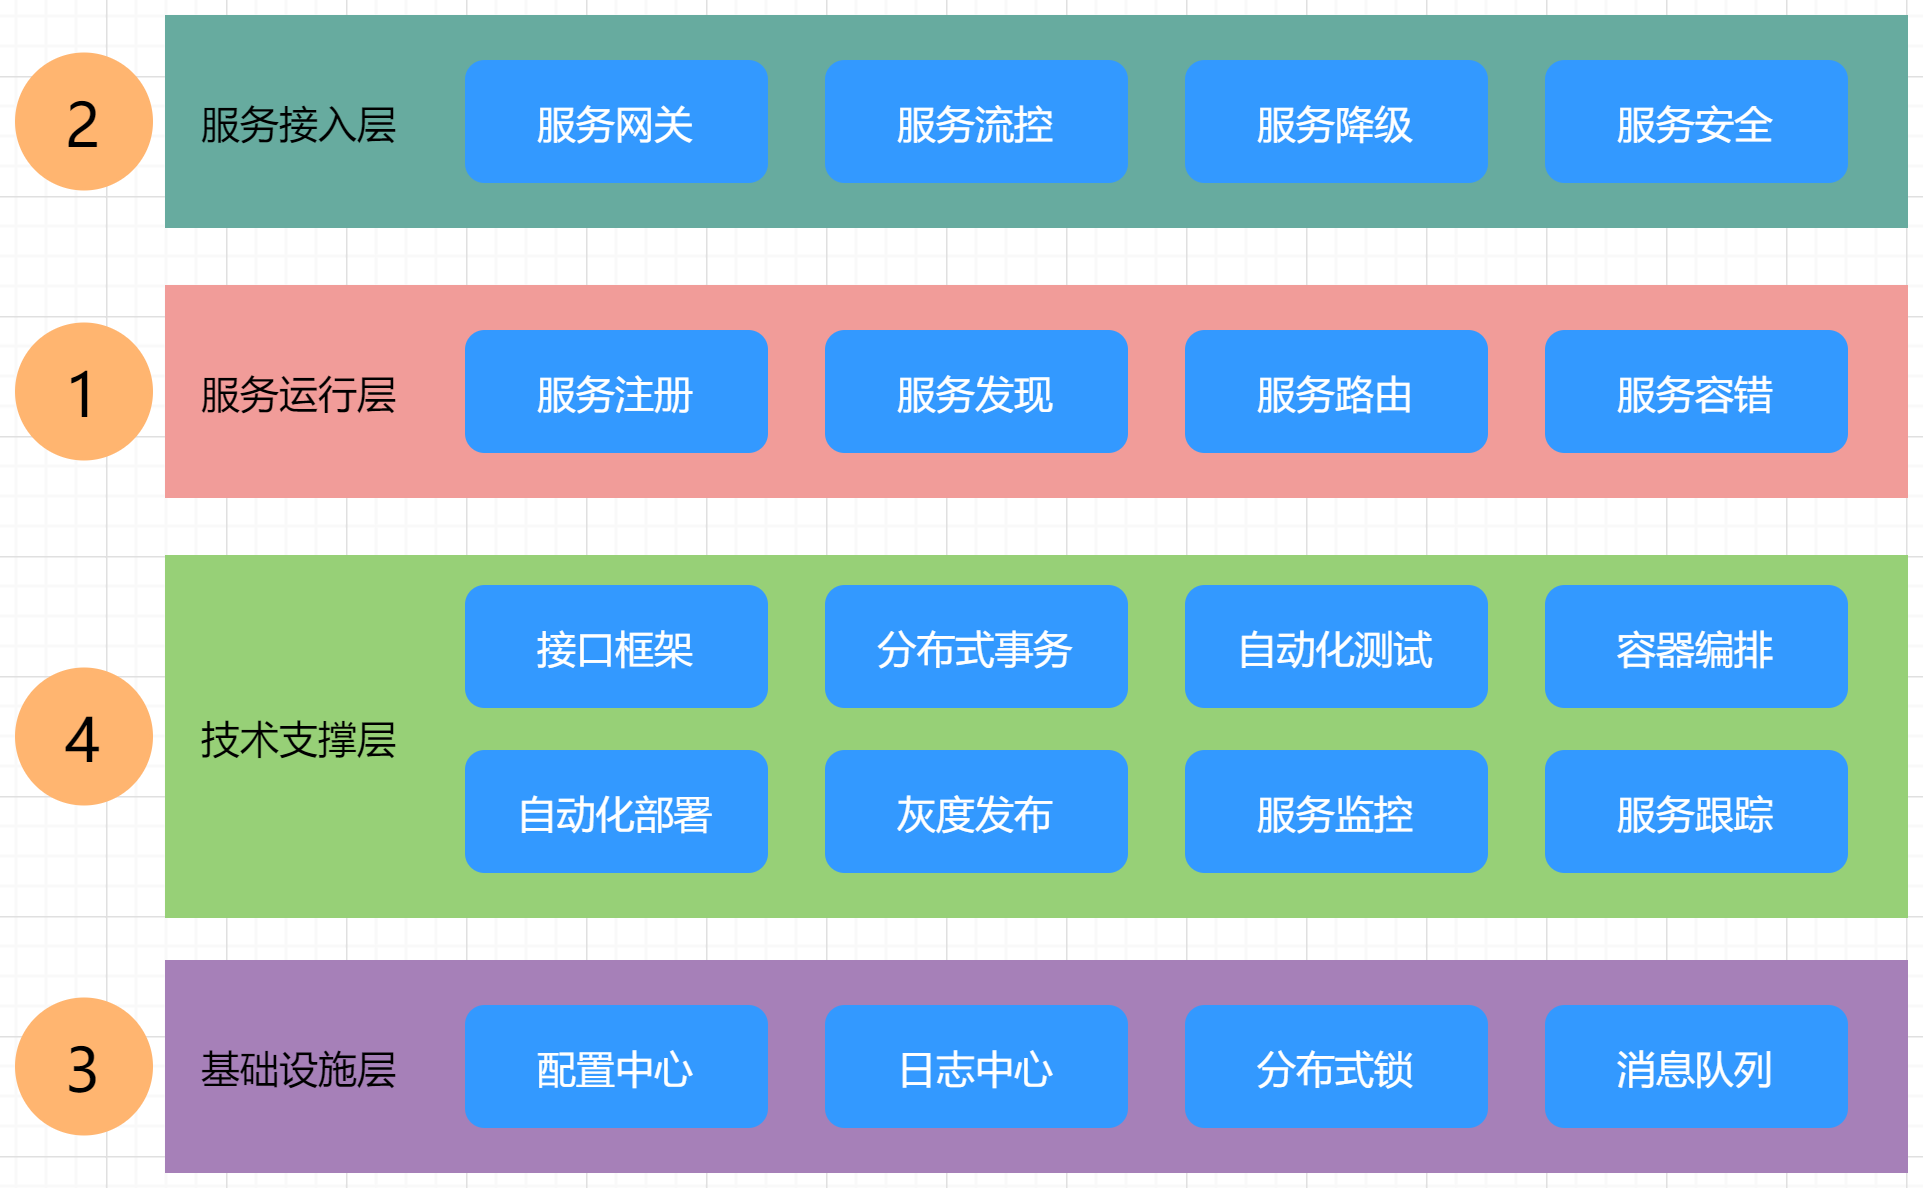 2
服务接入层
服务网关
服务流控
服务降级
服务安全
1
服务运行层
服务注册
服务发现
服务路由
服务容错
4
技术支撑层
接口框架
分布式事务
自动化测试
容器编排
自动化部署
灰度发布
服务监控
服务跟踪
3
基础设施层
配置中心
日志中心
分布式锁
消息队列